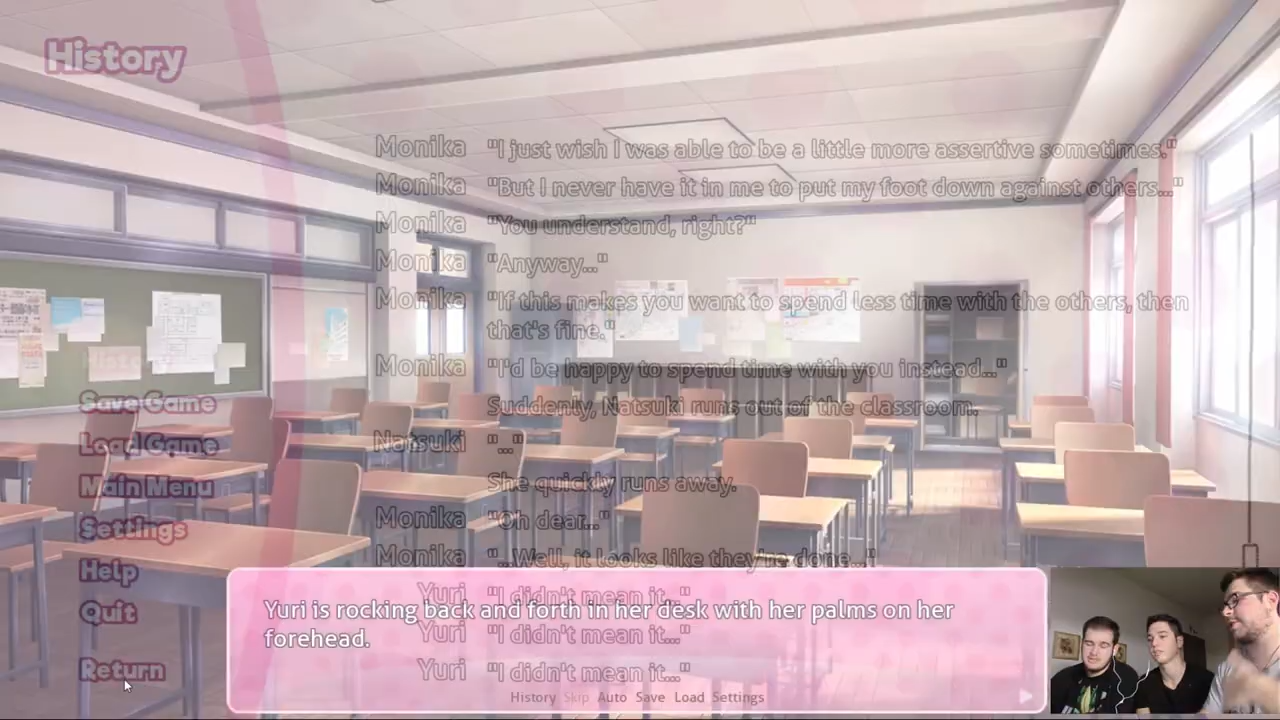 History
Monika "I just wish I was able to be a little more assertive sometimes."
Monika "But I never have it in me to put my foot down against others..."
Monika "You understand, right?"
Monika "Anyway..."
Monika "If this makes you want to spend less time with the others, then
that's fine."
Monika "I'd be happy to spend time with you instead..."
Suddenly, Natsuki runs out of the classroom.
Natsuki "..."
She quickly runs away.
Monika "Oh dear..."
Monika "...Well, it looks like they're done..."
Yuri "I didn't mean it..."
Yuri "I didn't mean it..."
Yuri "I didn't mean it..."
History
Save Game
Load Game
Main Menu
Settings
Help
Quit
Return
Yuri is rocking back and forth in her desk with her palms on her
forehead.
History Skip Auto Save Load Settings